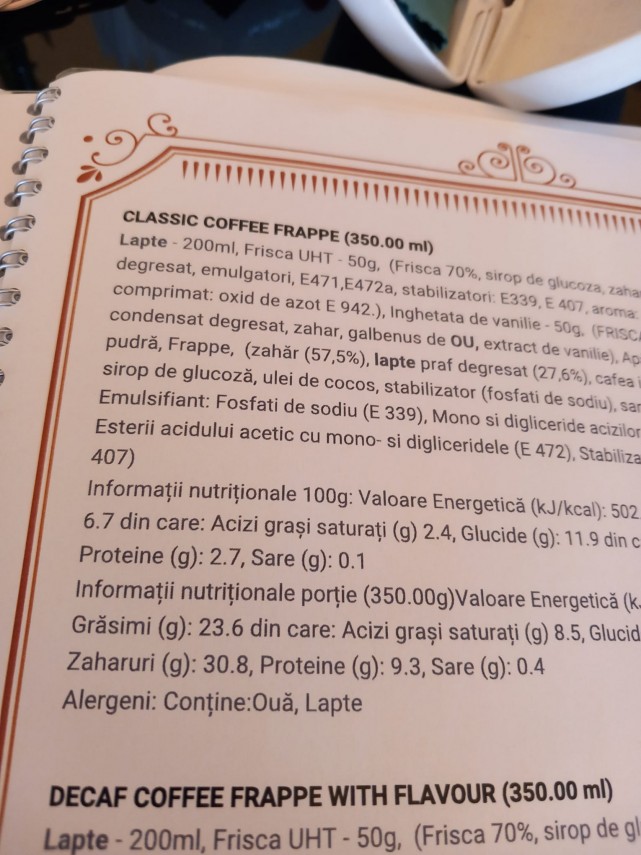 CLASSIC COFFEE FRAPPE (350.00 ml)
Lapte - 200ml, Frisca UHT - 50g, (Frisca 70%, sirop de glucoza, zaha
degresat, emulgatori, E471,E472a, stabilizatori: E339, E 407, aroma:
comprimat: oxid de azot E 942.), Inghetata de vanilie - 50g, (FRISC
condensat degresat, zahar, galbenus de OU, extract de vanilie), Ap
pudră, Frappe, (zahăr (57,5%), lapte praf degresat (27,6%), cafea
sirop de glucoză, ulei de cocos, stabilizator (fosfati de sodiu), sar
Emulsifiant: Fosfati de sodiu (E 339), Mono si digliceride acizilor
Esterii acidului acetic cu mono- si digliceridele (E 472), Stabiliza
407)
Informații nutriționale 100g: Valoare Energetică (kJ/kcal): 502
6.7 din care: Acizi grași saturați (g) 2.4, Glucide (g): 11.9 din c
Proteine (g): 2.7, Sare (g): 0.1
Informații nutriționale porție (350.00g)Valoare Energetică (k
Grăsimi (g): 23.6 din care: Acizi grași saturați (g) 8.5, Glucid
Zaharuri (g): 30.8, Proteine (g): 9.3, Sare (g): 0.4
Alergeni: Conține:Ouă, Lapte
DECAF COFFEE FRAPPE WITH FLAVOUR (350.00 ml)
Lapte - 200ml, Frisca UHT - 50g, (Frisca 70%, sirop de gl